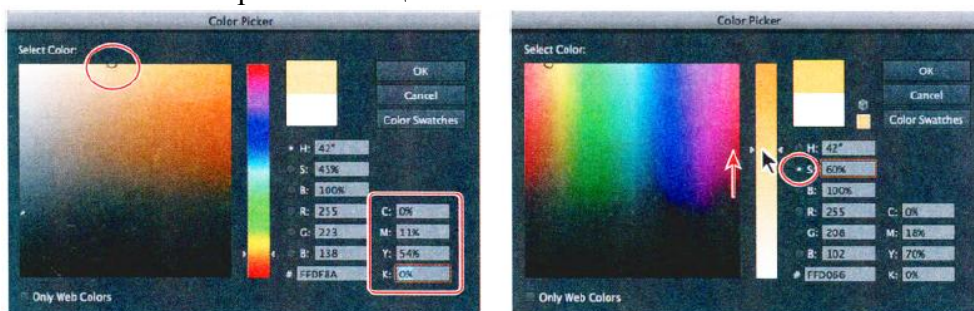 Color Picker
Select Color:
OK
Cancel
Color Swatches
H: 42°
S: 45%
B: 100%
R: 255
G: 223
B: 138
# FFDF8A
C: 0%
M: 11%
Y: 54%
K: 0%
Only Web Colors
Color Picker
Select Color:
OK
Cancel
Color Swatches
H: 42°
S: 60%
B: 100%
R: 255
G: 208
B: 102
# FFD066
C: 0%
M: 18%
Y: 70%
K: 0%
Only Web Colors